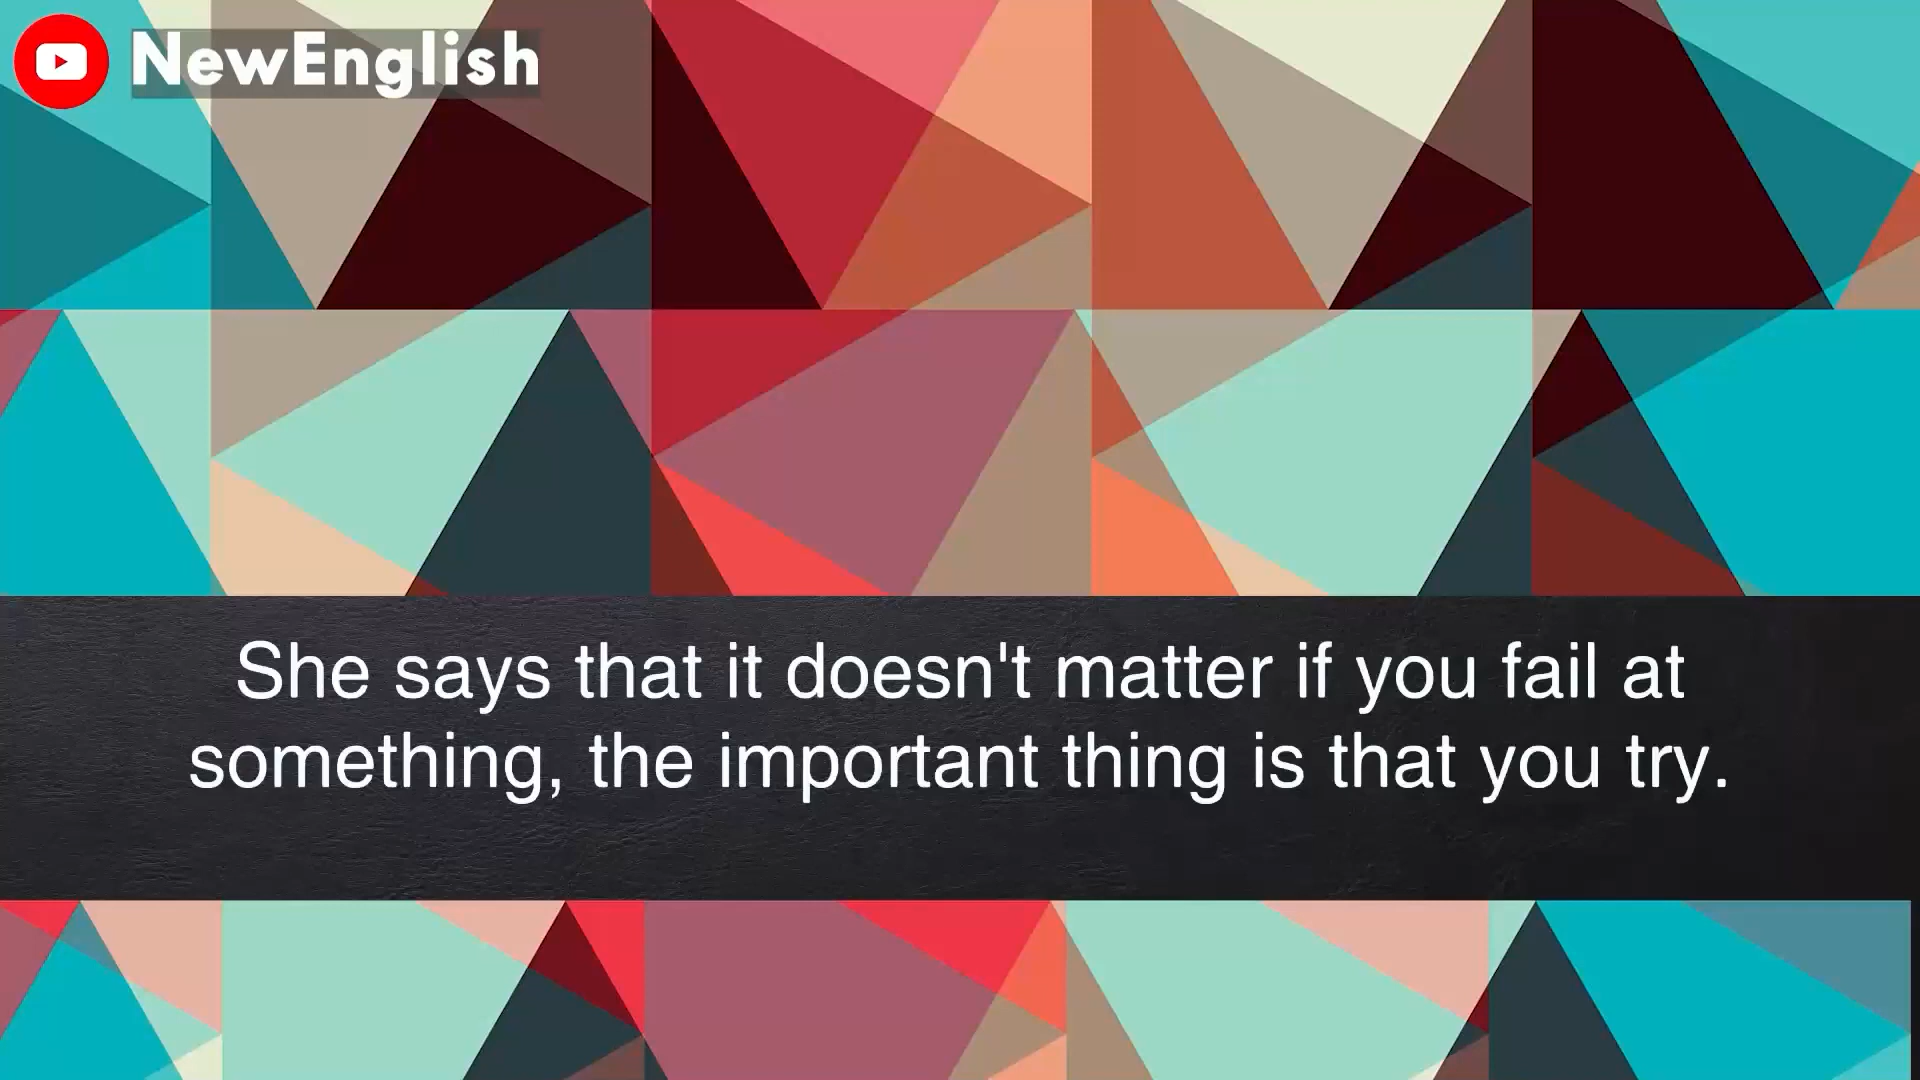 NewEnglish
She says that it doesn't matter if you fail at
something, the important thing is that you try.